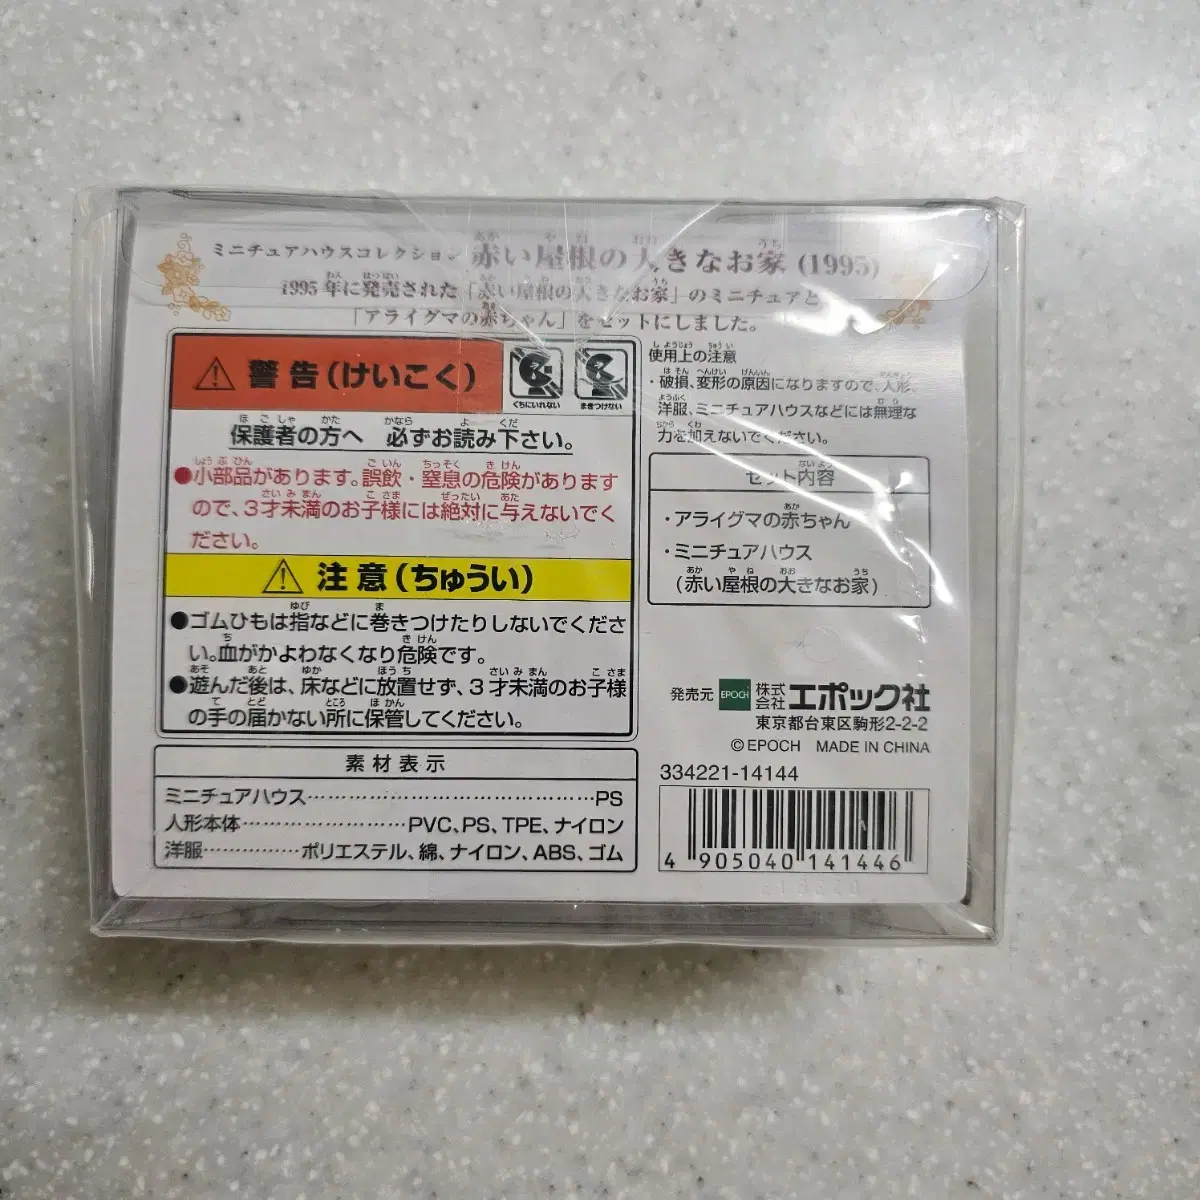 ミニチュアハウスコレクション 赤い屋根の大きなお家 (1995)
1995年に発売された「赤い屋根の大きなお家」のミニチュアと
「アライグマの赤ちゃん」をセットにしました。
警告(けいこく)
くちにいれない
まきつけない
保護者の方へ 必ずお読み下さい。
●小部品があります。誤飲・窒息の危険があります
ので、3才未満のお子様には絶対に与えないでく
ださい。
注意(ちゅうい)
●ゴムひもは指などに巻きつけたりしないでくださ
い。血がかよわなくなり危険です。
●遊んだ後は、床などに放置せず、3才未満のお子様
の手の届かない所に保管してください。
素材表示
ミニチュアハウス……………………………………PS
人形本体……………………PVC、PS、TPE、ナイロン
洋服……………ポリエステル、綿、ナイロン、ABS、ゴム
使用上の注意
・破損、変形の原因になりますので、人形、
洋服、ミニチュアハウスなどには無理な
力を加えないでください。
セット内容
・アライグマの赤ちゃん
・ミニチュアハウス
(赤い屋根の大きなお家)
発売元 EPOCH 株式会社エポック社
東京都台東区駒形2-2-2
©EPOCH MADE IN CHINA
334221-14144
4 905040 141446